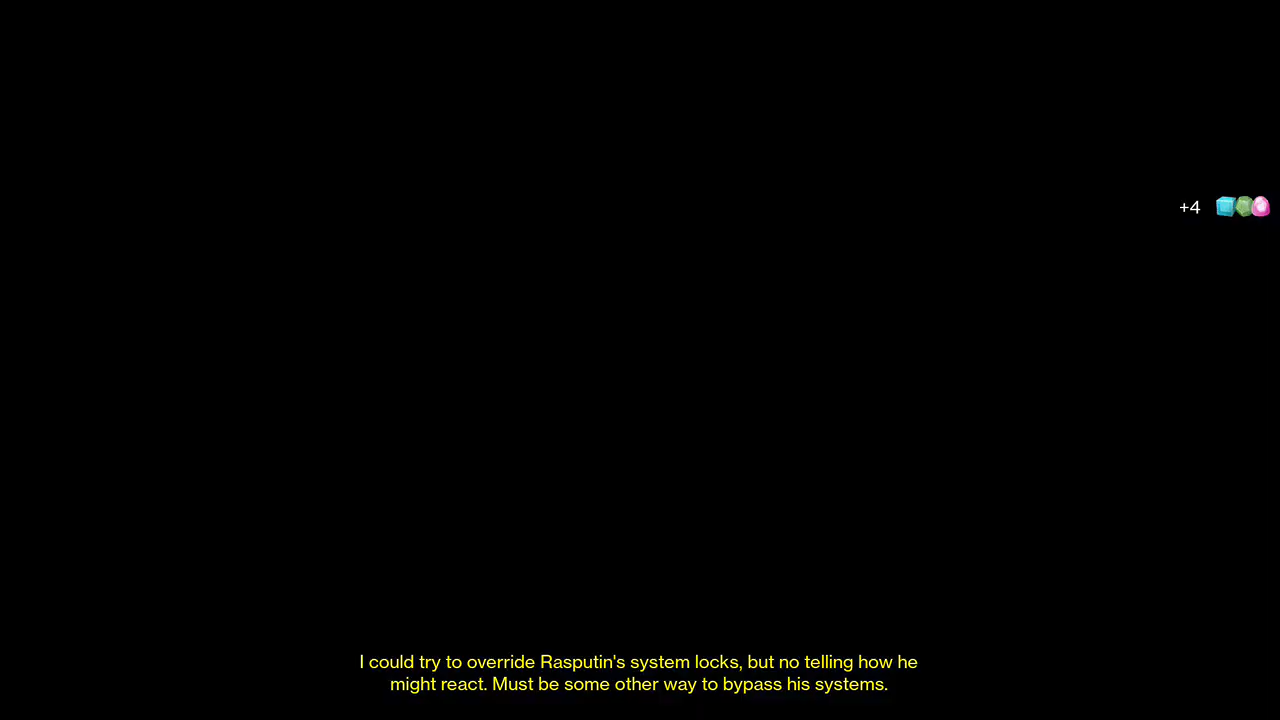 +4
I could try to override Rasputin's system locks, but no telling how he
might react. Must be some other way to bypass his systems.